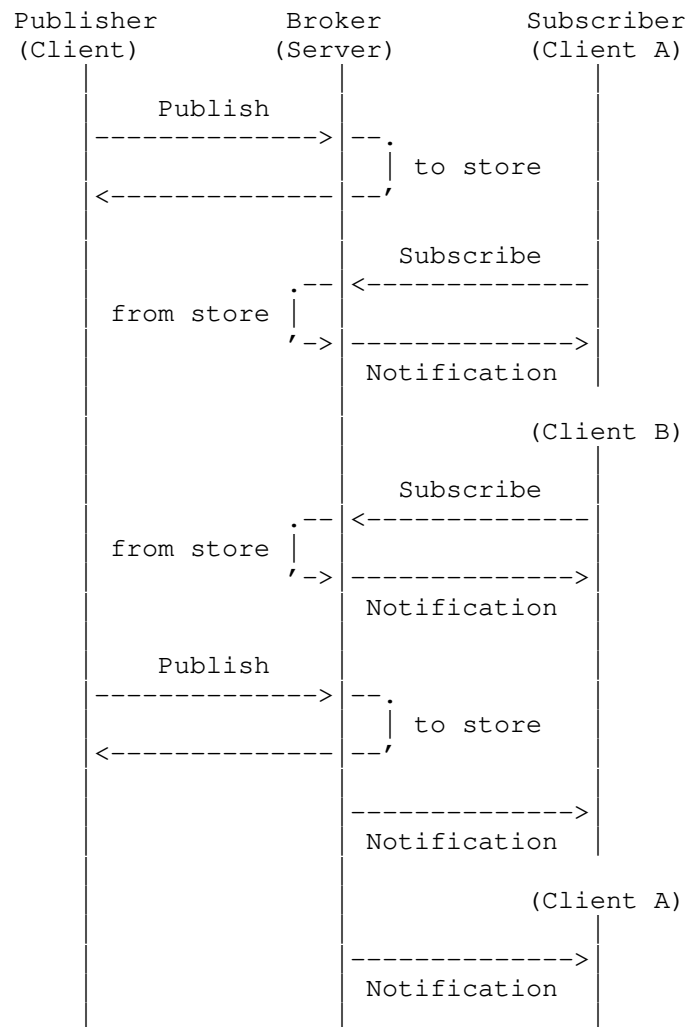 Publisher Broker Subscriber
(Client) (Server) (Client A)
Publish
to store
Subscribe
from store
Notification
(Client B)
Subscribe
from store
Notification
Publish
to store
Notification
(Client A)
Notification